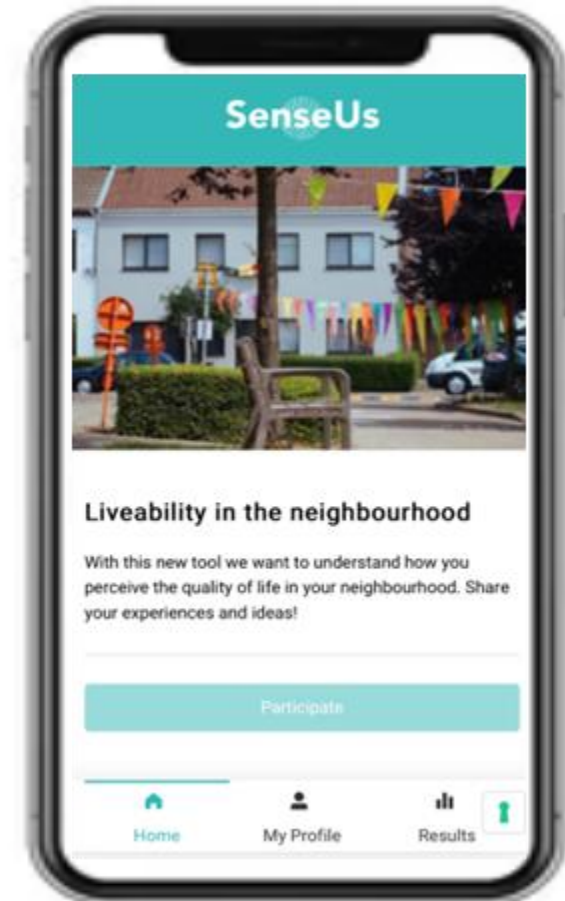 SenseUs
Liveability in the neighbourhood
With this new tool we want to understand how you
perceive the quality of life in your neighbourhood. Share
your experiences and ideas!
Participate
Home
My Profile
Results